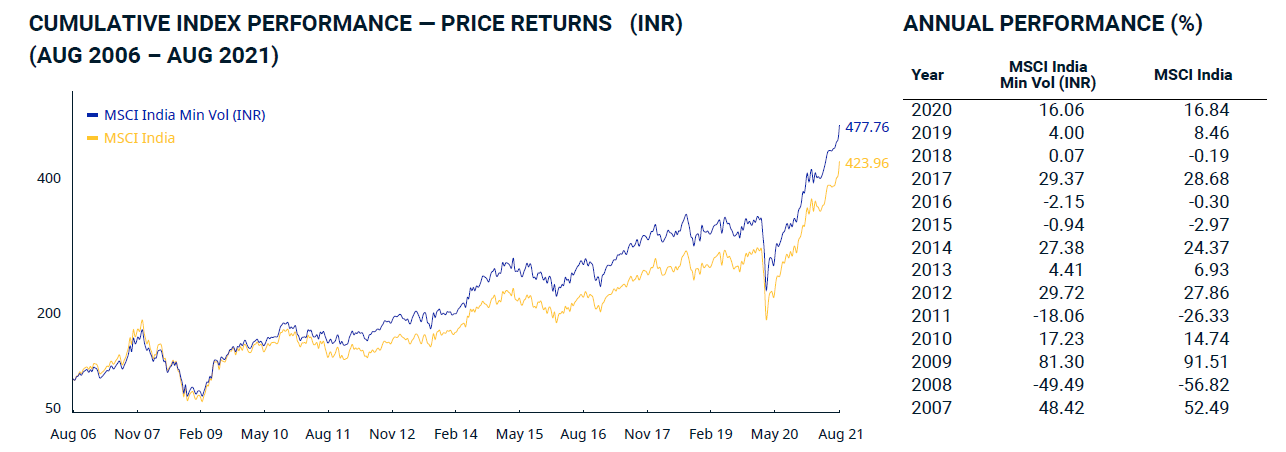 CUMULATIVE INDEX PERFORMANCE — PRICE RETURNS (INR)
(AUG 2006 – AUG 2021)
MSCI India Min Vol (INR)
MSCI India
477.76
423.96
400
200
50
Aug 06 Nov 07 Feb 09 May 10 Aug 11 Nov 12 Feb 14 May 15 Aug 16 Nov 17 Feb 19 May 20 Aug 21
ANNUAL PERFORMANCE (%)
Year MSCI India Min Vol (INR) MSCI India
2020 16.06 16.84
2019 4.00 8.46
2018 0.07 -0.19
2017 29.37 28.68
2016 -2.15 -0.30
2015 -0.94 -2.97
2014 27.38 24.37
2013 4.41 6.93
2012 29.72 27.86
2011 -18.06 -26.33
2010 17.23 14.74
2009 81.30 91.51
2008 -49.49 -56.82
2007 48.42 52.49